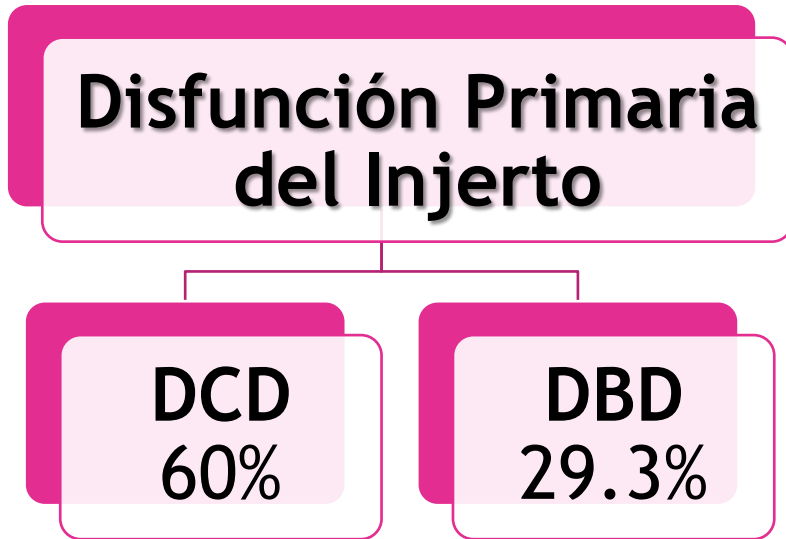 Disfunción Primaria
del Injerto
DCD
60%
DBD
29.3%